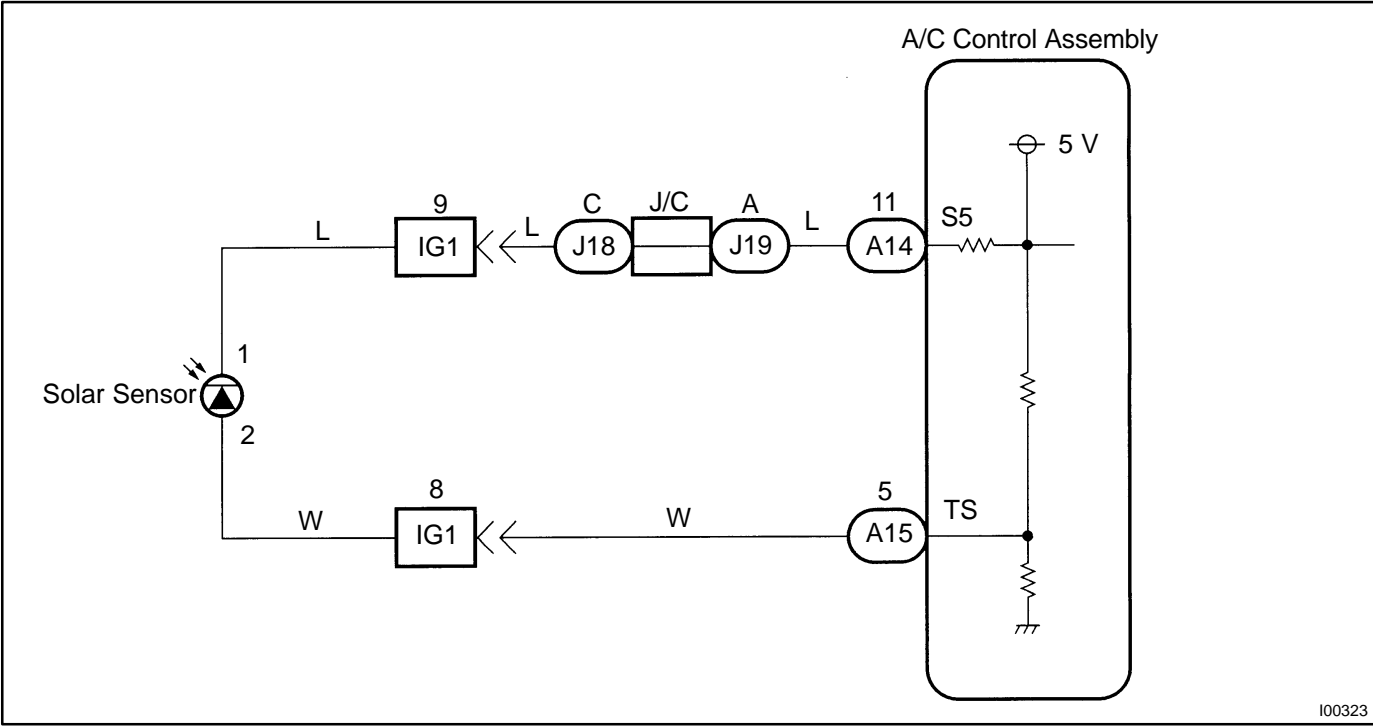 A/C Control Assembly
5 V
9
C
J/C
A
11
S5
L
IG1
L
J18
J19
L
A14
1
Solar Sensor
2
8
5
TS
W
IG1
W
A15
I00323